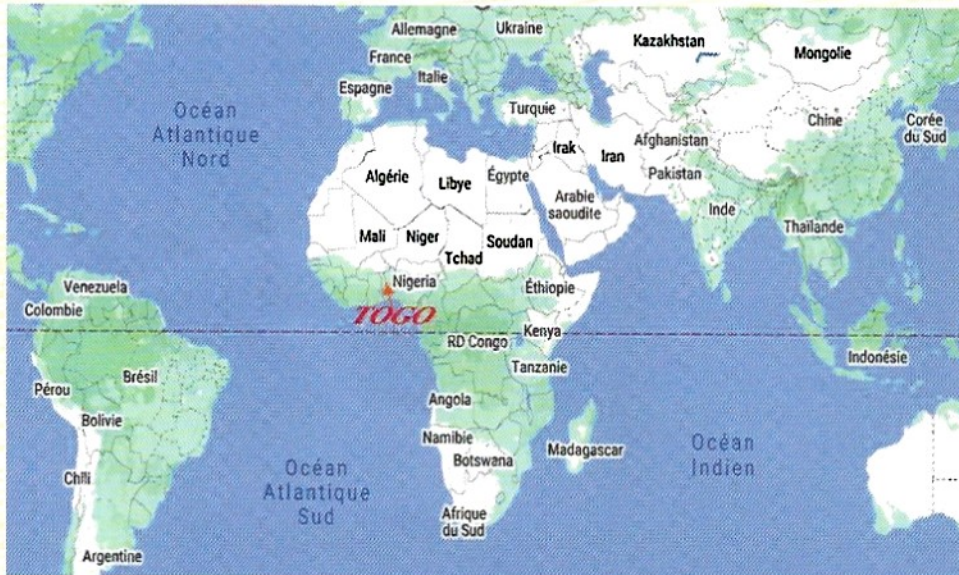 Allemagne
Ukraine
Kazakhstan
Mongolie
France
Italie
Espagne
Océan
Atlantique
Nord
Turquie
Chine
Corée
du Sud
Afghanistan
Irak
Iran
Algérie
Libye
Égypte
Pakistan
Arabie
saoudite
Inde
Thaïlande
Mali
Niger
Tchad
Soudan
Nigeria
Éthiopie
Venezuela
Colombie
TOGO
Kenya
RD Congo
Indonésie
Tanzanie
Pérou
Brésil
Angola
Bolivie
Namibie
Botswana
Madagascar
Océan
Indien
Chili
Océan
Atlantique
Sud
Afrique
du Sud
Argentine